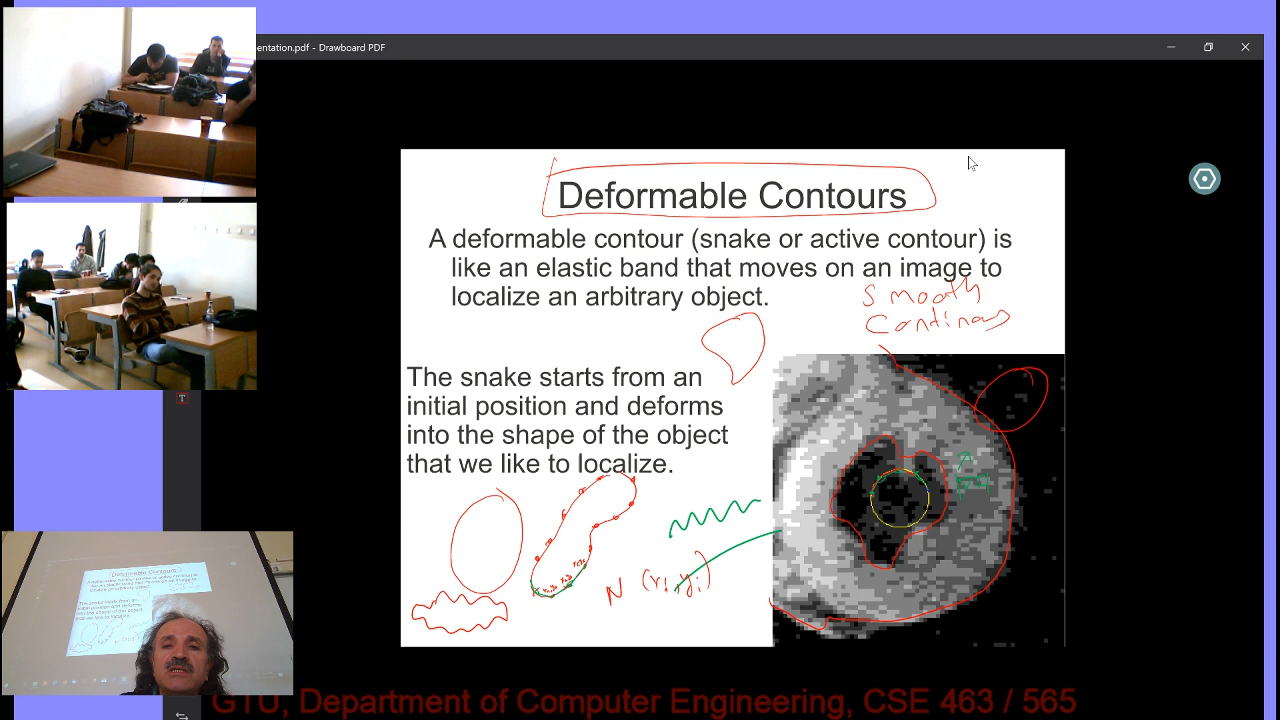 entation.pdf - Drawboard PDF
Deformable Contours
A deformable contour (snake or active contour) is
like an elastic band that moves on an image to
localize an arbitrary object.
Smooth
Continous
The snake starts from an
initial position and deforms
into the shape of the object
that we like to localize.
N (xi, yi)
T
GTU, Department of Computer Engineering, CSE 463 / 565